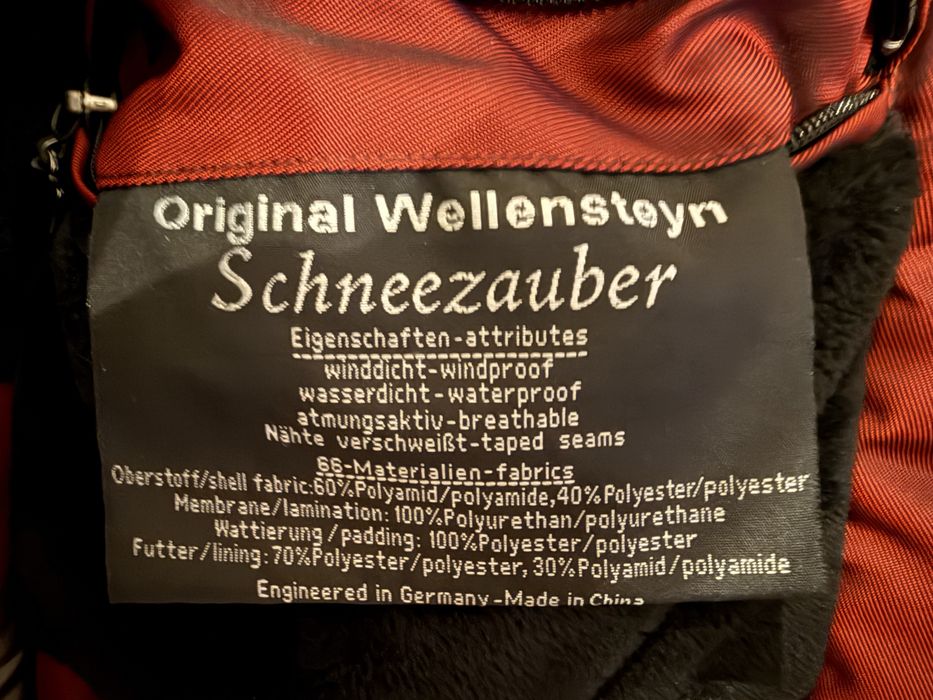 Original Wellensteyn
Schneezauber
Eigenschaften-attributes
winddicht-windproof
wasserdicht-waterproof
atmungsaktiv-breathable
Nähte verschweißt-taped seams
66-Materialien-fabrics
Oberstoff/shell fabric:60%Polyamid/polyamide,40%Polyester/polyester
Membrane/lamination: 100%Polyurethan/polyurethane
Wattierung/padding: 100%Polyester/polyester
Futter/lining: 70%Polyester/polyester, 30%Polyamid/polyamide
Engineered in Germany-Made in China